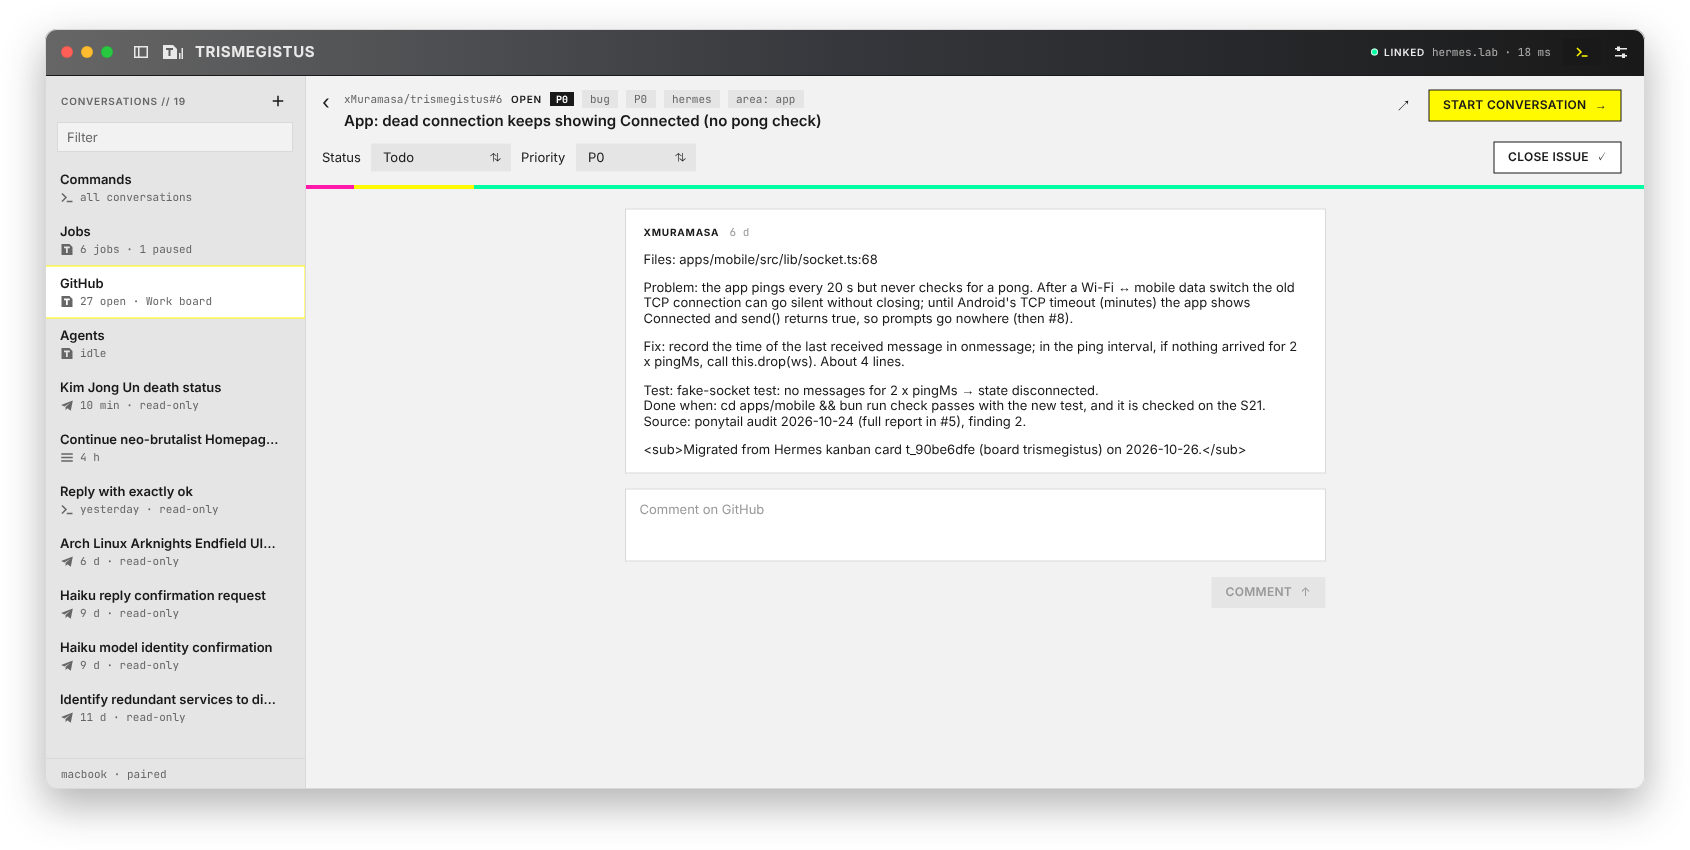 TRISMEGISTUS
LINKED hermes.lab · 18 ms
CONVERSATIONS // 19
Filter
Commands
all conversations
Jobs
6 jobs · 1 paused
GitHub
27 open · Work board
Agents
idle
Kim Jong Un death status
10 min · read-only
Continue neo-brutalist Homepag...
4 h
Reply with exactly ok
yesterday · read-only
Arch Linux Arknights Endfield UI...
6 d · read-only
Haiku reply confirmation request
9 d · read-only
Haiku model identity confirmation
9 d · read-only
Identify redundant services to di...
11 d · read-only
macbook · paired
xMuramasa/trismegistus#6 OPEN P0 bug P0 hermes area: app
App: dead connection keeps showing Connected (no pong check)
START CONVERSATION →
Status Todo Priority P0
CLOSE ISSUE ✓
XMURAMASA 6 d
Files: apps/mobile/src/lib/socket.ts:68
Problem: the app pings every 20 s but never checks for a pong. After a Wi-Fi ↔ mobile data switch the old
TCP connection can go silent without closing; until Android's TCP timeout (minutes) the app shows
Connected and send() returns true, so prompts go nowhere (then #8).
Fix: record the time of the last received message in onmessage; in the ping interval, if nothing arrived for 2
x pingMs, call this.drop(ws). About 4 lines.
Test: fake-socket test: no messages for 2 x pingMs → state disconnected.
Done when: cd apps/mobile && bun run check passes with the new test, and it is checked on the S21.
Source: ponytail audit 2026-10-24 (full report in #5), finding 2.
<sub>Migrated from Hermes kanban card t_90be6dfe (board trismegistus) on 2026-10-26.</sub>
Comment on GitHub
COMMENT ↑